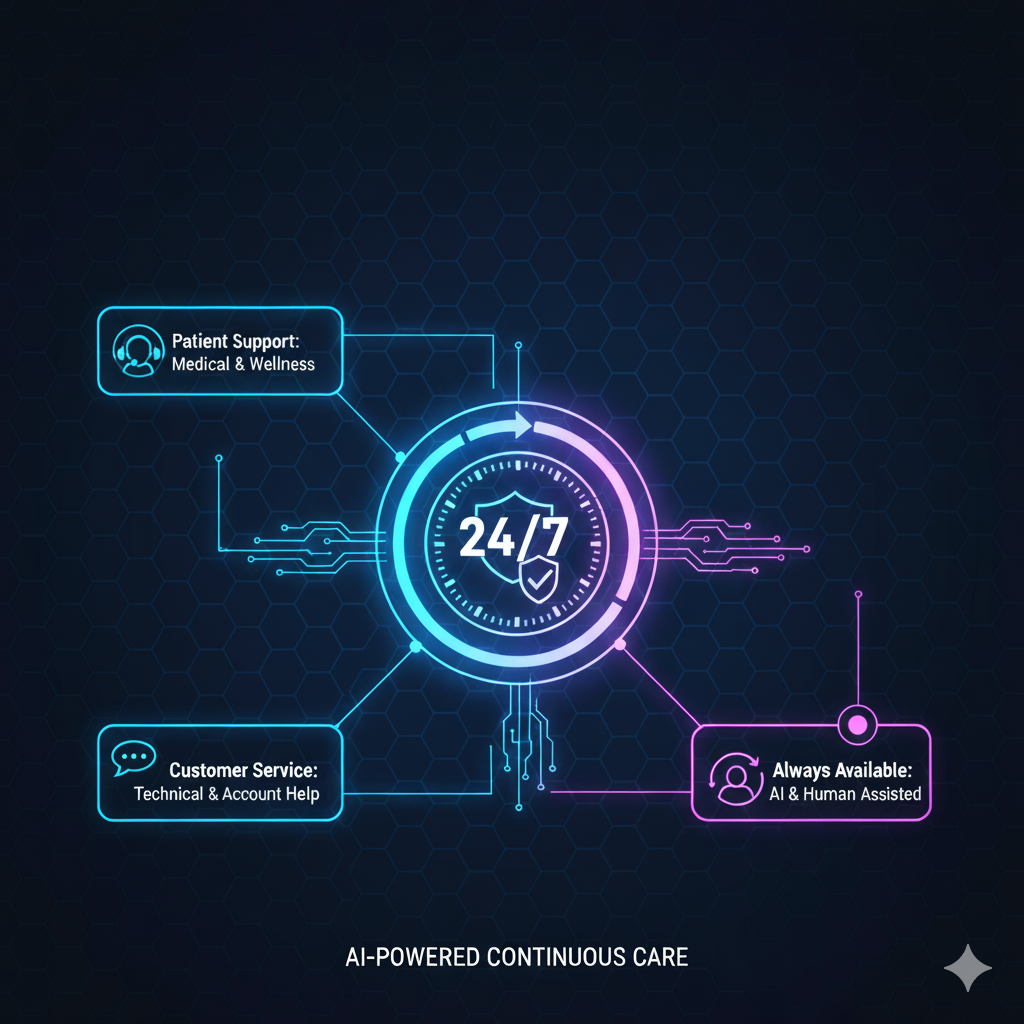 Patient Support:
Medical & Wellness
24/7
Customer Service:
Technical & Account Help
Always Available:
AI & Human Assisted
AI-POWERED CONTINUOUS CARE